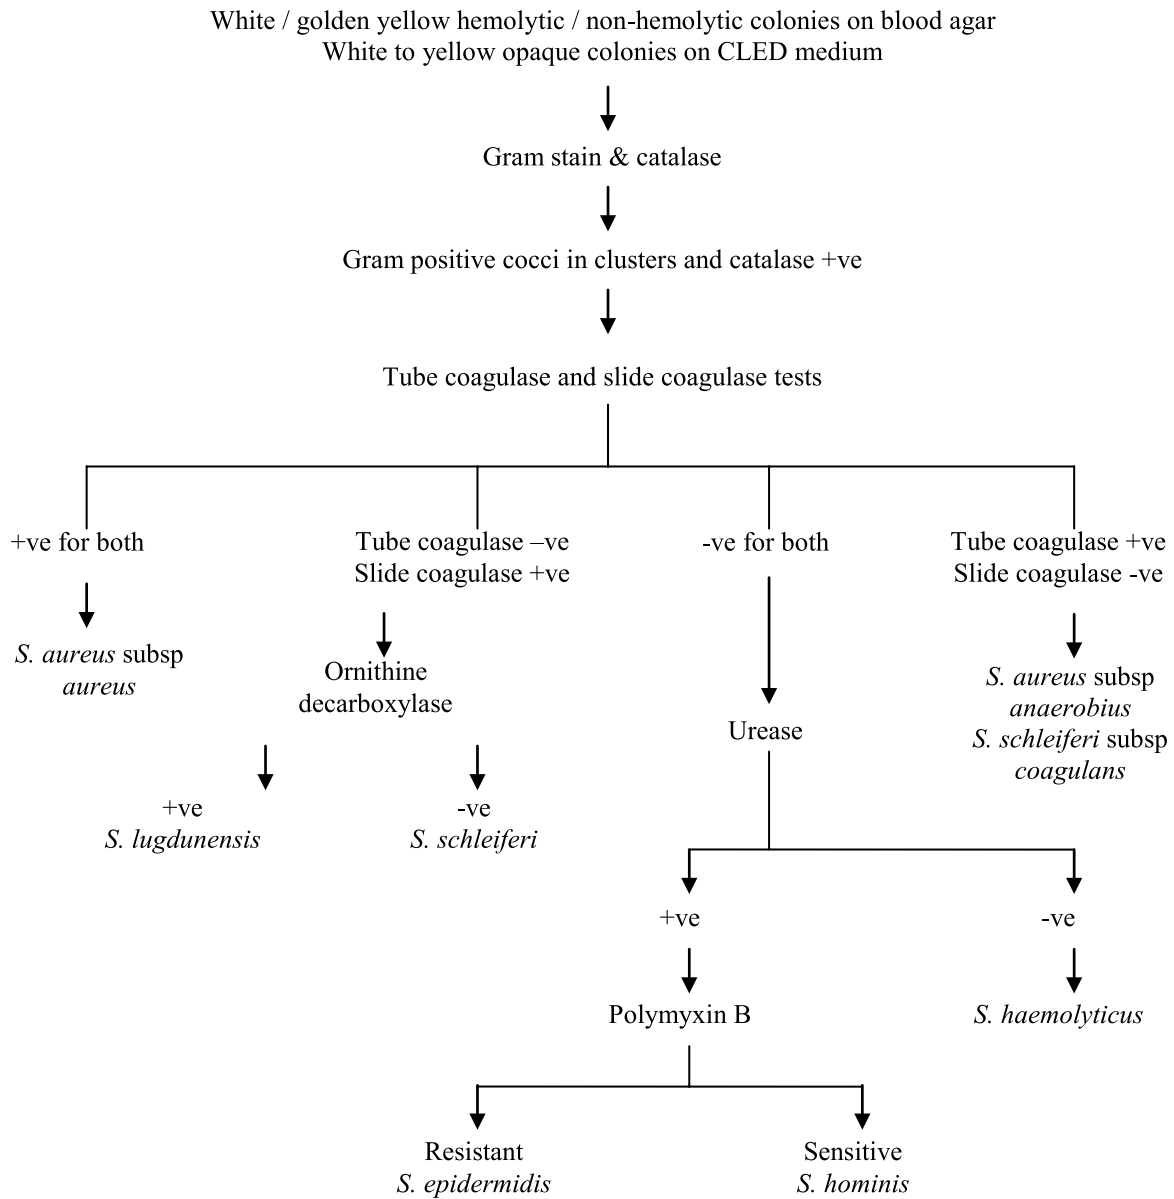 White / golden yellow hemolytic / non-hemolytic colonies on blood agar
White to yellow opaque colonies on CLED medium
Gram stain & catalase
Gram positive cocci in clusters and catalase +ve
Tube coagulase and slide coagulase tests
+ve for both
S. aureus subsp
aureus
Tube coagulase –ve
Slide coagulase +ve
Ornithine
decarboxylase
+ve
S. lugdunensis
-ve
S. schleiferi
-ve for both
Urease
+ve
Polymyxin B
Resistant
S. epidermidis
Sensitive
S. hominis
-ve
S. haemolyticus
Tube coagulase +ve
Slide coagulase -ve
S. aureus subsp
anaerobius
S. schleiferi subsp
coagulans